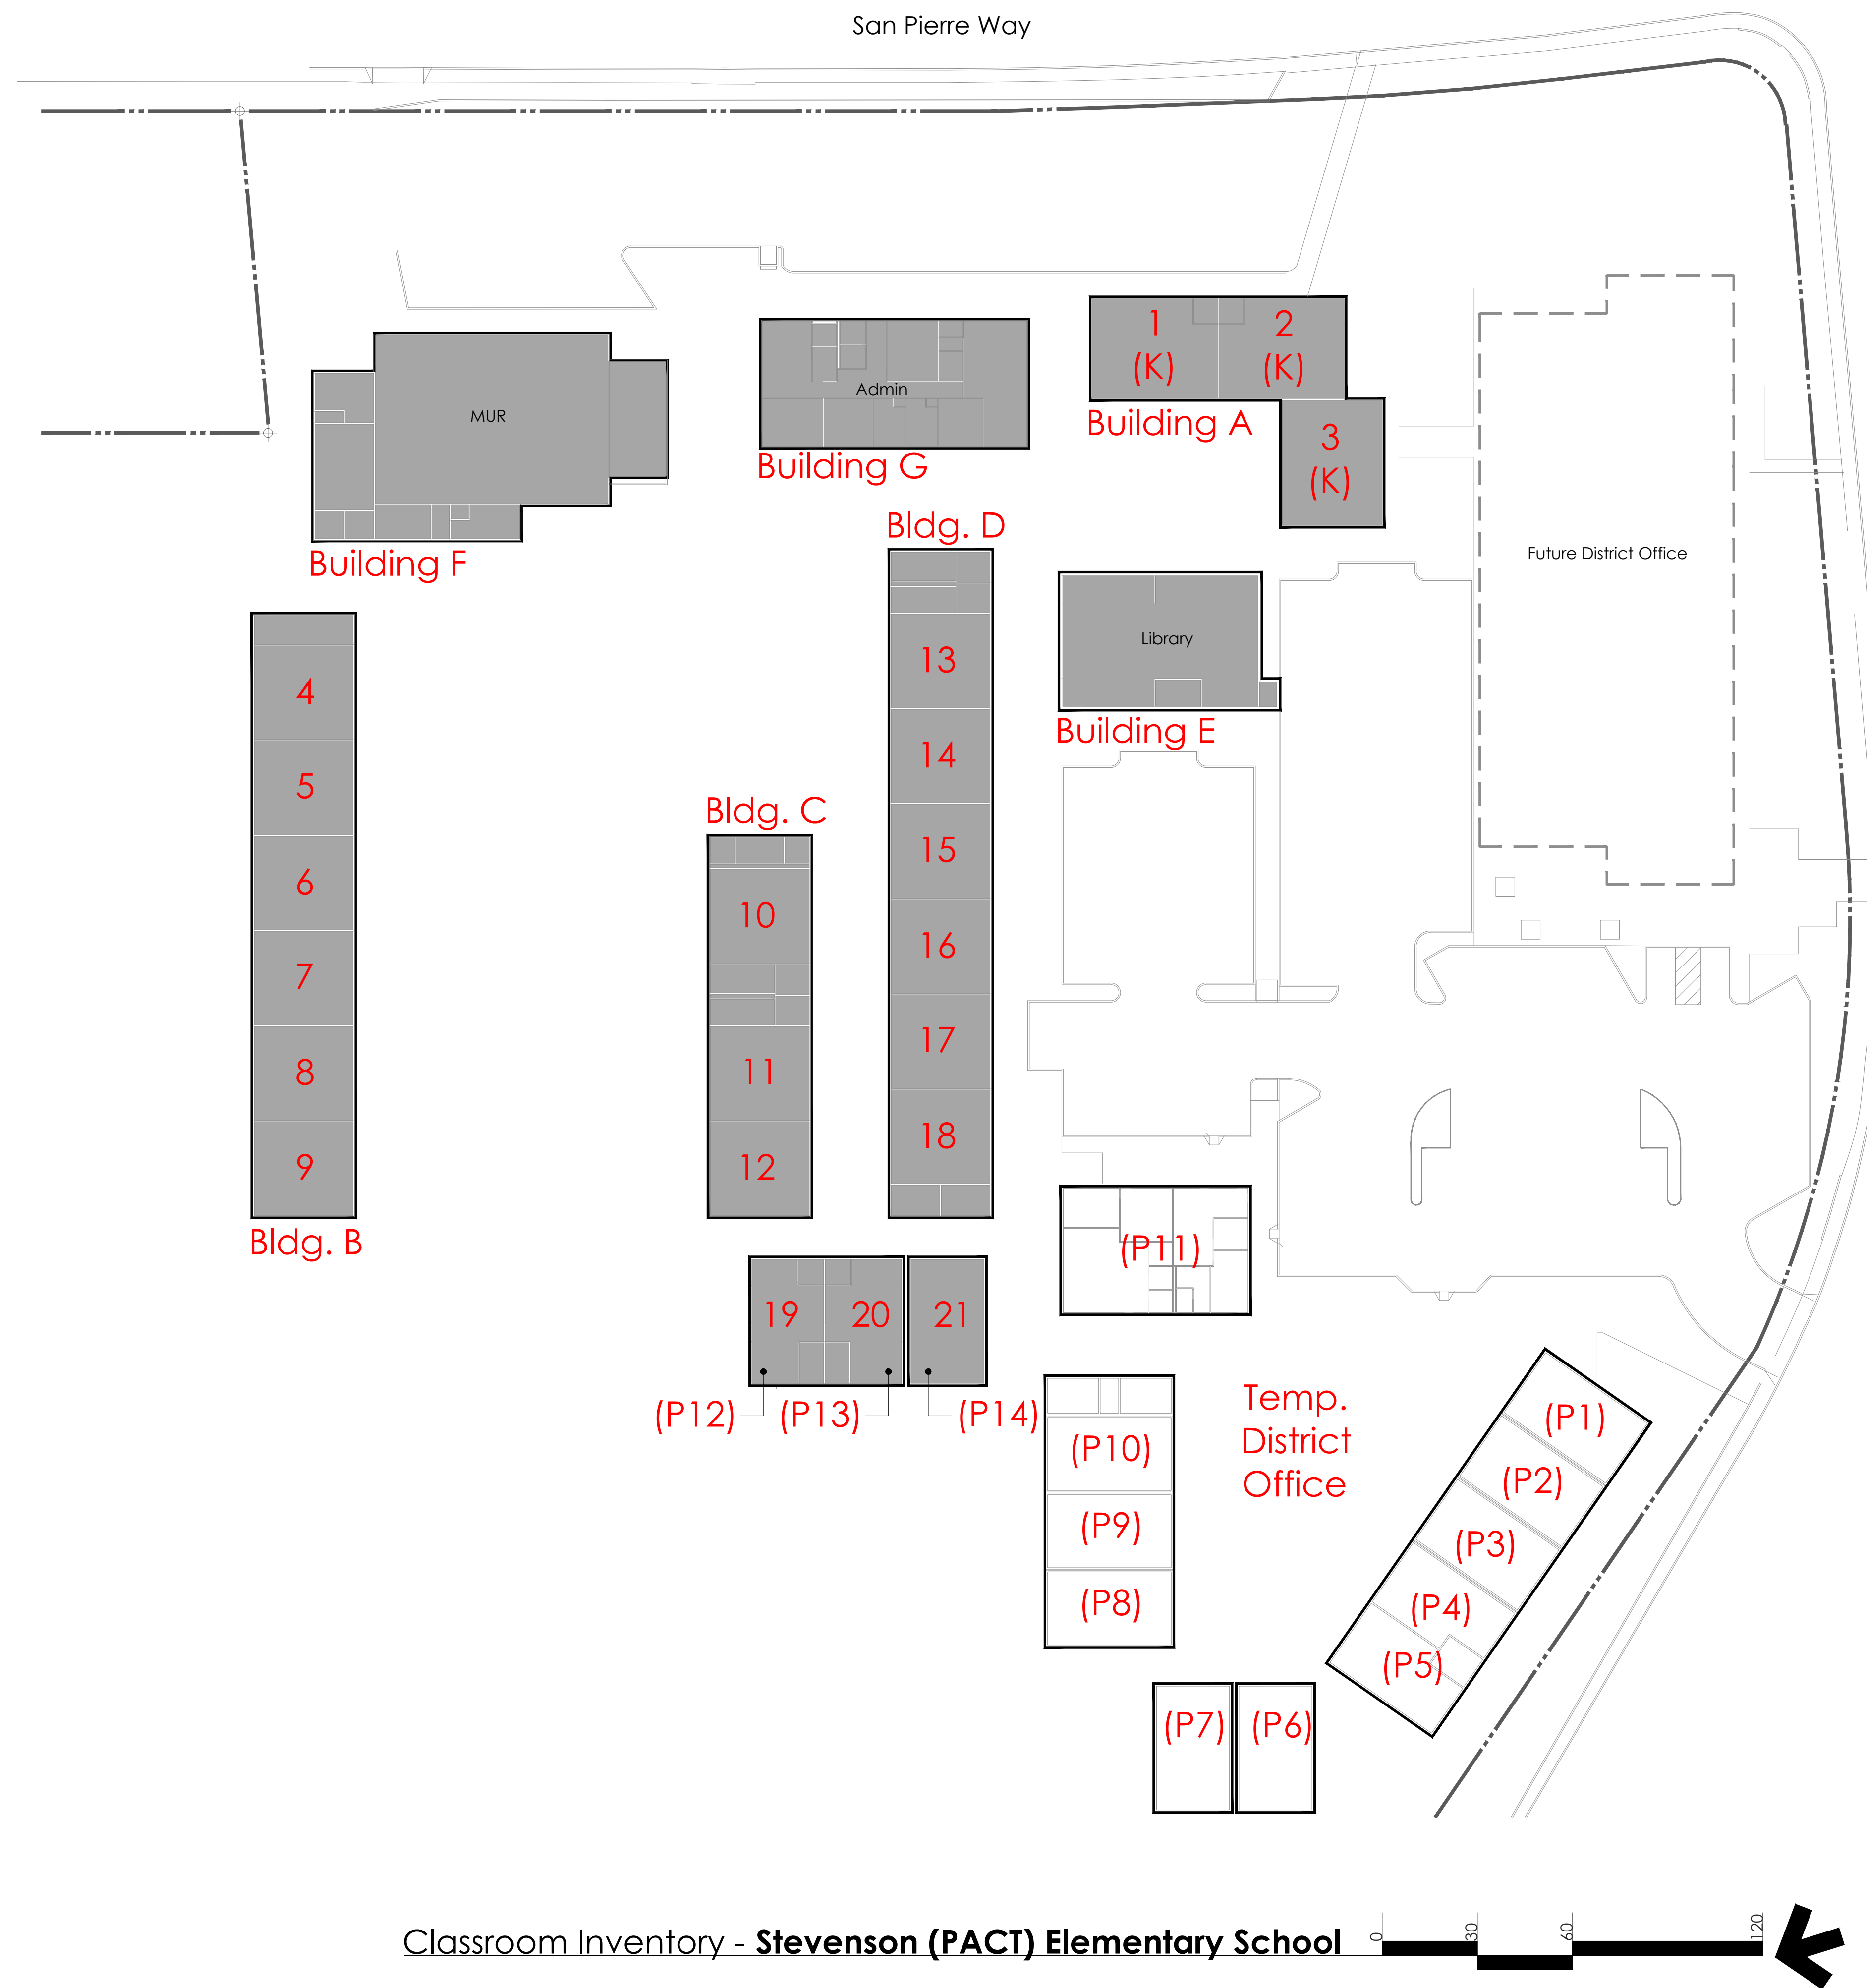 San Pierre Way
1
(K)
2
(K)
Building A
3
(K)
MUR
Admin
Building G
Building F
Bldg. D
Future District Office
Library
Building E
13
14
15
16
17
18
4
5
6
7
8
9
Bldg. B
Bldg. C
10
11
12
(P11)
19
20
21
(P12)
(P13)
(P14)
Temp.
District
Office
(P10)
(P9)
(P8)
(P1)
(P2)
(P3)
(P4)
(P5)
(P7)
(P6)
Classroom Inventory - Stevenson (PACT) Elementary School
0
30
60
120